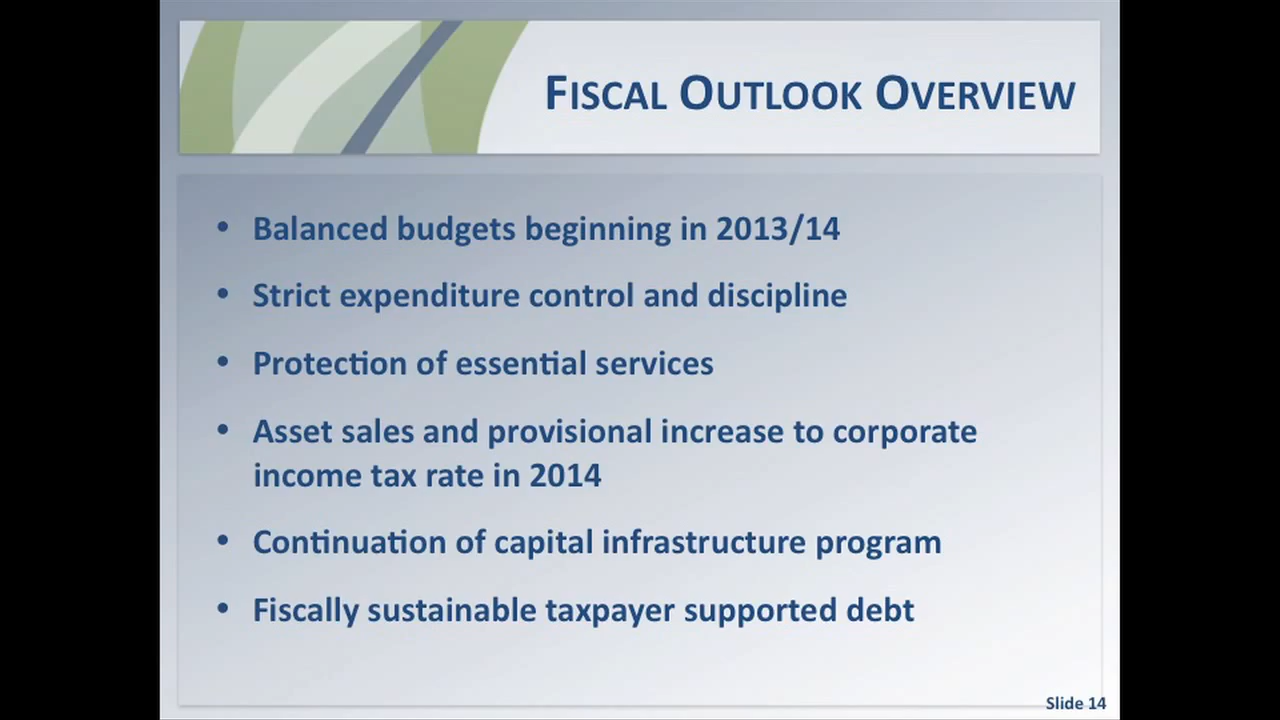 FISCAL OUTLOOK OVERVIEW
• Balanced budgets beginning in 2013/14
• Strict expenditure control and discipline
• Protection of essential services
• Asset sales and provisional increase to corporate
income tax rate in 2014
• Continuation of capital infrastructure program
• Fiscally sustainable taxpayer supported debt
Slide 14